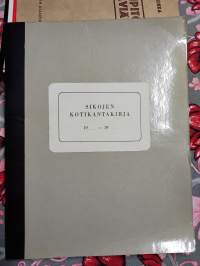 SIKOJEN
KOTIKANTAKIRJA
19 . . — 19 . .